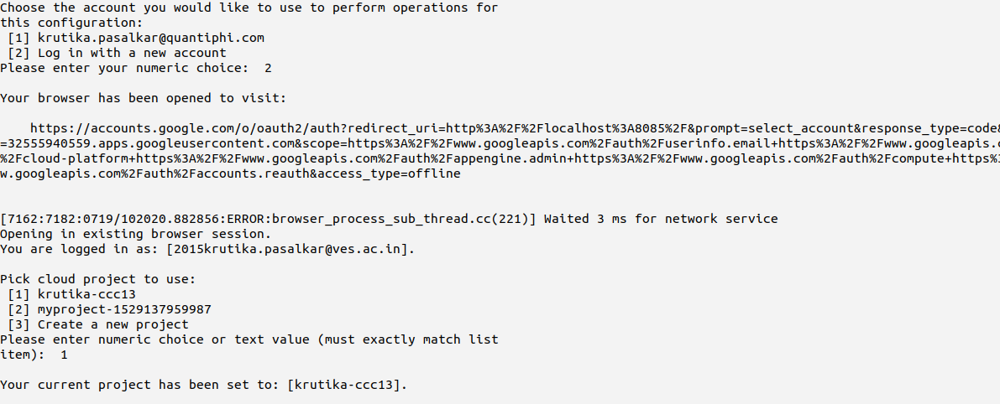 Choose the account you would like to use to perform operations for
this configuration:
[1] krutika.pasalkar@quantiphi.com
[2] Log in with a new account
Please enter your numeric choice:  2
Your browser has been opened to visit:
https://accounts.google.com/o/oauth2/auth?redirect_uri=http%3A%2F%2Flocalhost%3A8085%2F&prompt=select_account&response_type=code&
=32555940559.apps.googleusercontent.com&scope=https%3A%2F%2Fwww.googleapis.com%2Fauth%2Fuserinfo.email+https%3A%2F%2Fwww.googleapis.c
%2Fcloud-platform+https%3A%2F%2Fwww.googleapis.com%2Fauth%2Fappengine.admin+https%3A%2F%2Fwww.googleapis.com%2Fauth%2Fcompute+https%3
w.googleapis.com%2Fauth%2Faccounts.reauth&access_type=offline
[7162:7182:0719/102020.882856:ERROR:browser_process_sub_thread.cc(221)] Waited 3 ms for network service
Opening in existing browser session.
You are logged in as: [2015krutika.pasalkar@ves.ac.in].
Pick cloud project to use:
[1] krutika-ccc13
[2] myproject-1529137959987
[3] Create a new project
Please enter numeric choice or text value (must exactly match list
item):  1
Your current project has been set to: [krutika-ccc13].